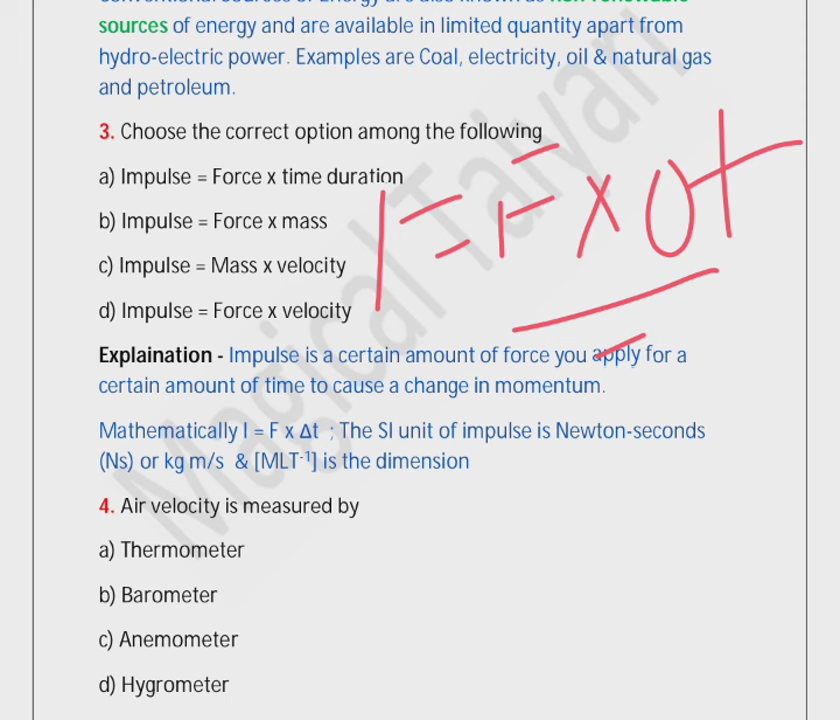 sources of energy and are available in limited quantity apart from
hydro-electric power. Examples are Coal, electricity, oil & natural gas
and petroleum.
3. Choose the correct option among the following
a) Impulse = Force x time duration
b) Impulse = Force x mass
c) Impulse = Mass x velocity
d) Impulse = Force x velocity
I = F x Δt
Explaination - Impulse is a certain amount of force you apply for a
certain amount of time to cause a change in momentum.
Mathematically I = F x Δt ; The SI unit of impulse is Newton-seconds
(Ns) or kg m/s & [MLT⁻¹] is the dimension
4. Air velocity is measured by
a) Thermometer
b) Barometer
c) Anemometer
d) Hygrometer
Magical Taiyari